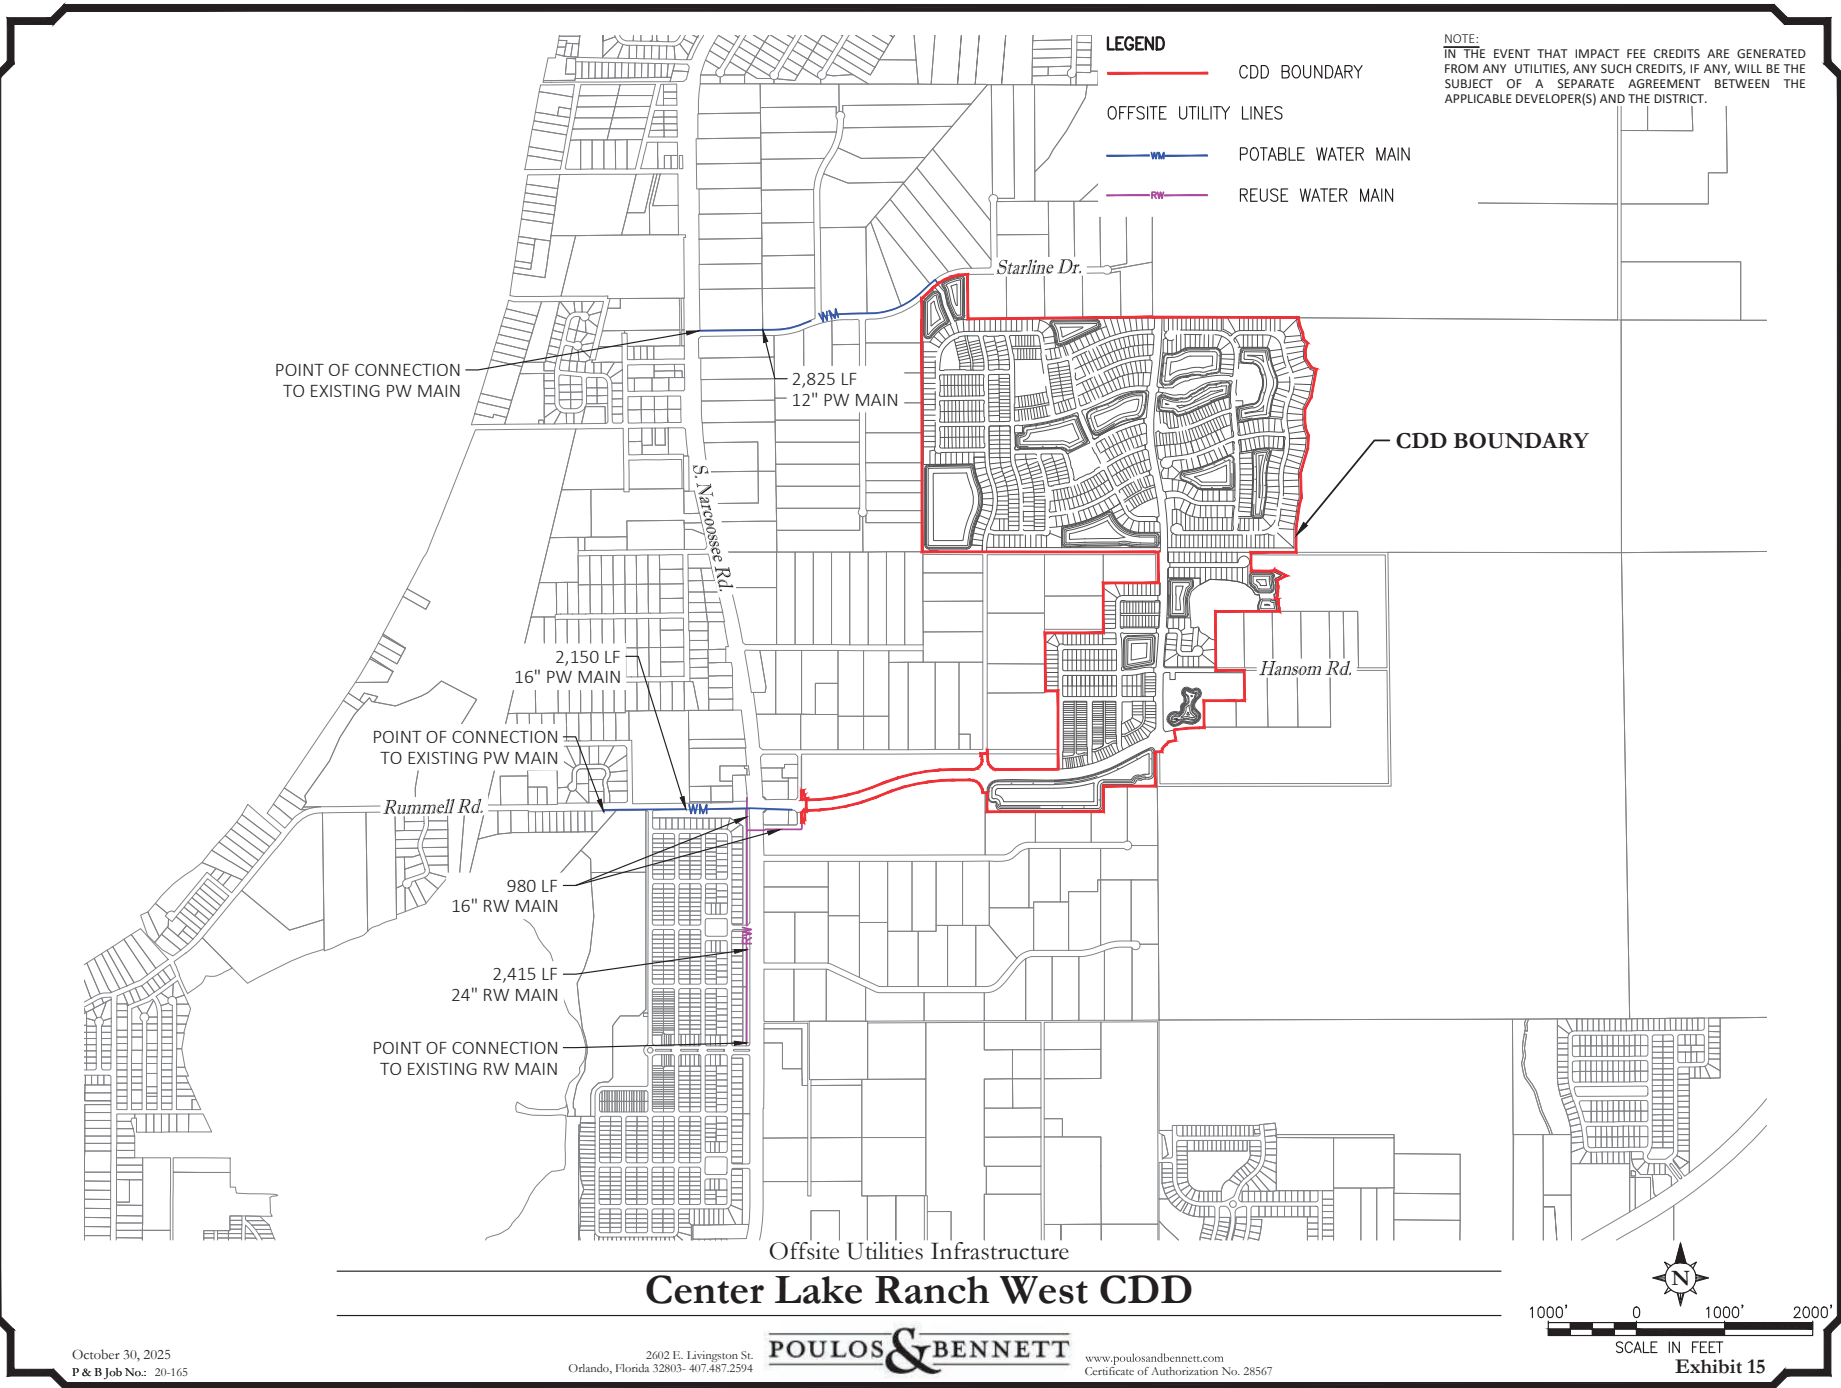 LEGEND
CDD BOUNDARY
OFFSITE UTILITY LINES
WM
POTABLE WATER MAIN
RW
REUSE WATER MAIN
NOTE:
IN THE EVENT THAT IMPACT FEE CREDITS ARE GENERATED
FROM ANY UTILITIES, ANY SUCH CREDITS, IF ANY, WILL BE THE
SUBJECT OF A SEPARATE AGREEMENT BETWEEN THE
APPLICABLE DEVELOPER(S) AND THE DISTRICT.
Starline Dr.
WM
POINT OF CONNECTION
TO EXISTING PW MAIN
2,825 LF
12" PW MAIN
CDD BOUNDARY
S. Narcoossee Rd.
2,150 LF
16" PW MAIN
Hansom Rd.
POINT OF CONNECTION
TO EXISTING PW MAIN
Rummell Rd.
WM
980 LF
16" RW MAIN
RW
2,415 LF
24" RW MAIN
POINT OF CONNECTION
TO EXISTING RW MAIN
Offsite Utilities Infrastructure
Center Lake Ranch West CDD
N
1000' 0 1000' 2000'
SCALE IN FEET
Exhibit 15
October 30, 2025
P & B Job No.: 20-165
2602 E. Livingston St.
Orlando, Florida 32803- 407.487.2594
POULOS & BENNETT
www.poulosandbennett.com
Certificate of Authorization No. 28567